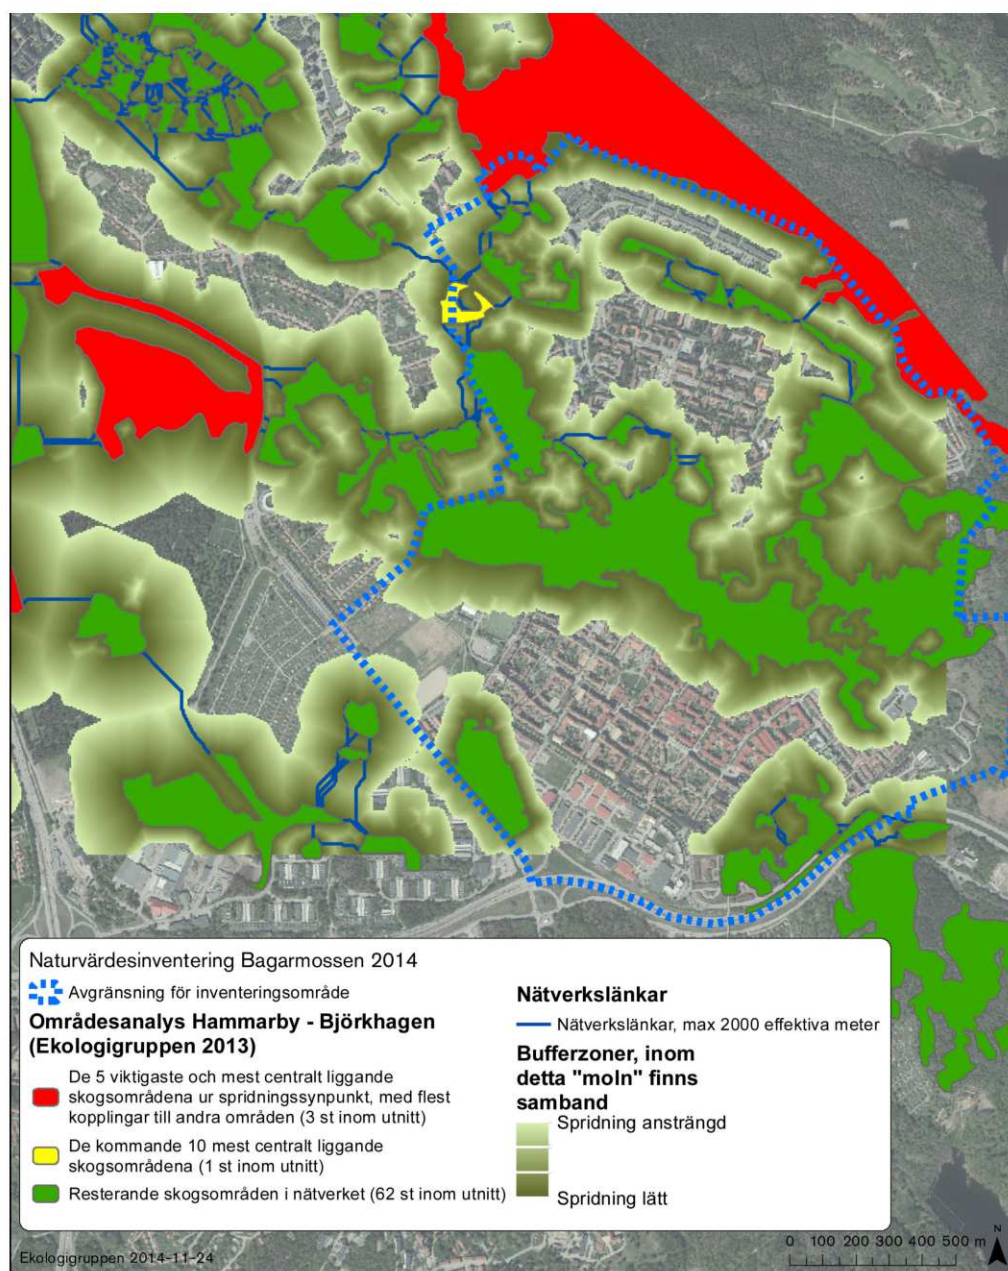 Naturvärdesinventering Bagarmossen 2014
Avgränsning för inventeringsområde
Områdesanalys Hammarby - Björkhagen
(Ekologigruppen 2013)
De 5 viktigaste och mest centralt liggande
skogsområdena ur spridningssynpunkt, med flest
kopplingar till andra områden (3 st inom utnitt)
De kommande 10 mest centralt liggande
skogsområdena (1 st inom utnitt)
Resterande skogsområden i nätverket (62 st inom utnitt)
Nätverkslänkar
Nätverkslänkar, max 2000 effektiva meter
Bufferzoner, inom
detta "moln" finns
samband
Spridning ansträngd
Spridning lätt
Ekologigruppen 2014-11-24
0 100 200 300 400 500 m
N